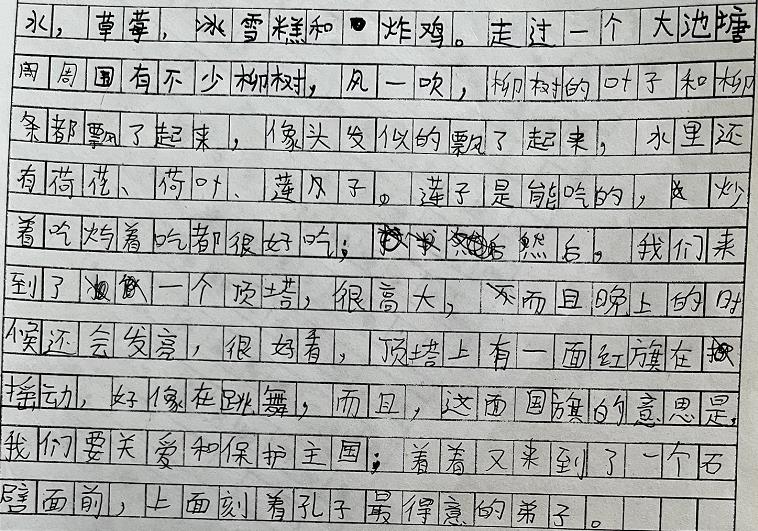 水，草莓，冰雪糕和炸鸡。走过一个大池塘
周周围有不少柳树，风一吹，柳树的叶子和柳
条都飘了起来，像头发似的飘了起来，水里还
有荷花、荷叶、莲子。莲子是能吃的，炒
着吃炖着吃都很好吃；然后，我们来
到了一个顶塔，很高大，而且晚上的时
候还会发亮，很好看，顶塔上有一面红旗在
摇动，好像在跳舞，而且，这面国旗的意思是，
我们要关爱和保护主国；着着又来到了一个石
壁面前，上面刻着孔子最得意的弟子。